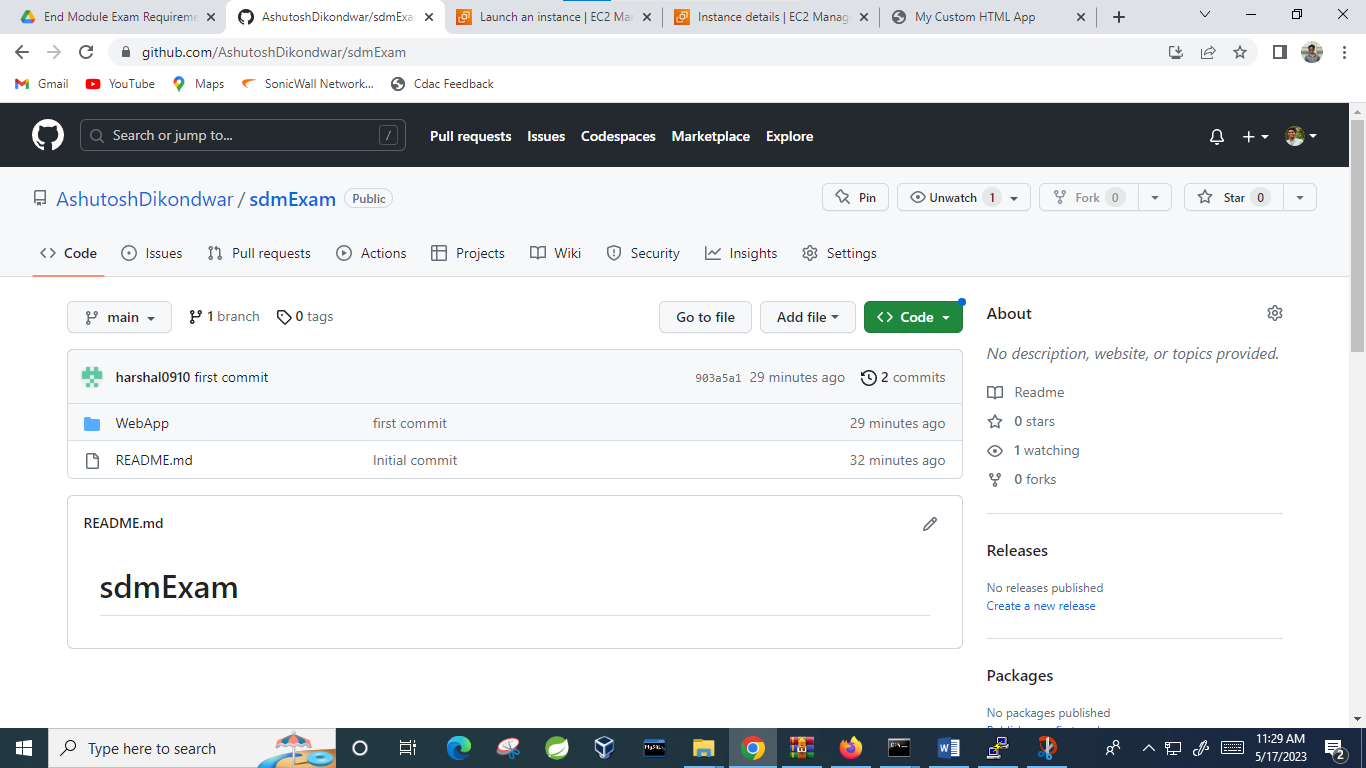 End Module Exam Requireme
AshutoshDikondwar/sdmExa
Launch an instance | EC2 Man
Instance details | EC2 Manag
My Custom HTML App
github.com/AshutoshDikondwar/sdmExam
Gmail
YouTube
Maps
SonicWall Network...
Cdac Feedback
Search or jump to...
/
Pull requests
Issues
Codespaces
Marketplace
Explore
AshutoshDikondwar / sdmExam
Public
Pin
Unwatch 1
Fork 0
Star 0
Code
Issues
Pull requests
Actions
Projects
Wiki
Security
Insights
Settings
main
1 branch
0 tags
Go to file
Add file
Code
harshal0910 first commit
903a5a1 29 minutes ago
2 commits
WebApp
first commit
29 minutes ago
README.md
Initial commit
32 minutes ago
README.md
sdmExam
About
No description, website, or topics provided.
Readme
0 stars
1 watching
0 forks
Releases
No releases published
Create a new release
Packages
No packages published
Type here to search
MySQL
11:29 AM
5/17/2023
2